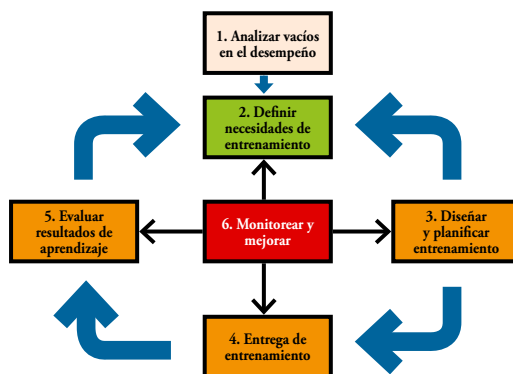 1. Analizar vacíos
en el desempeño
2. Definir
necesidades de
entrenamiento
5. Evaluar
resultados de
aprendizaje
6. Monitorear y
mejorar
3. Diseñar
y planificar
entrenamiento
4. Entrega de
entrenamiento